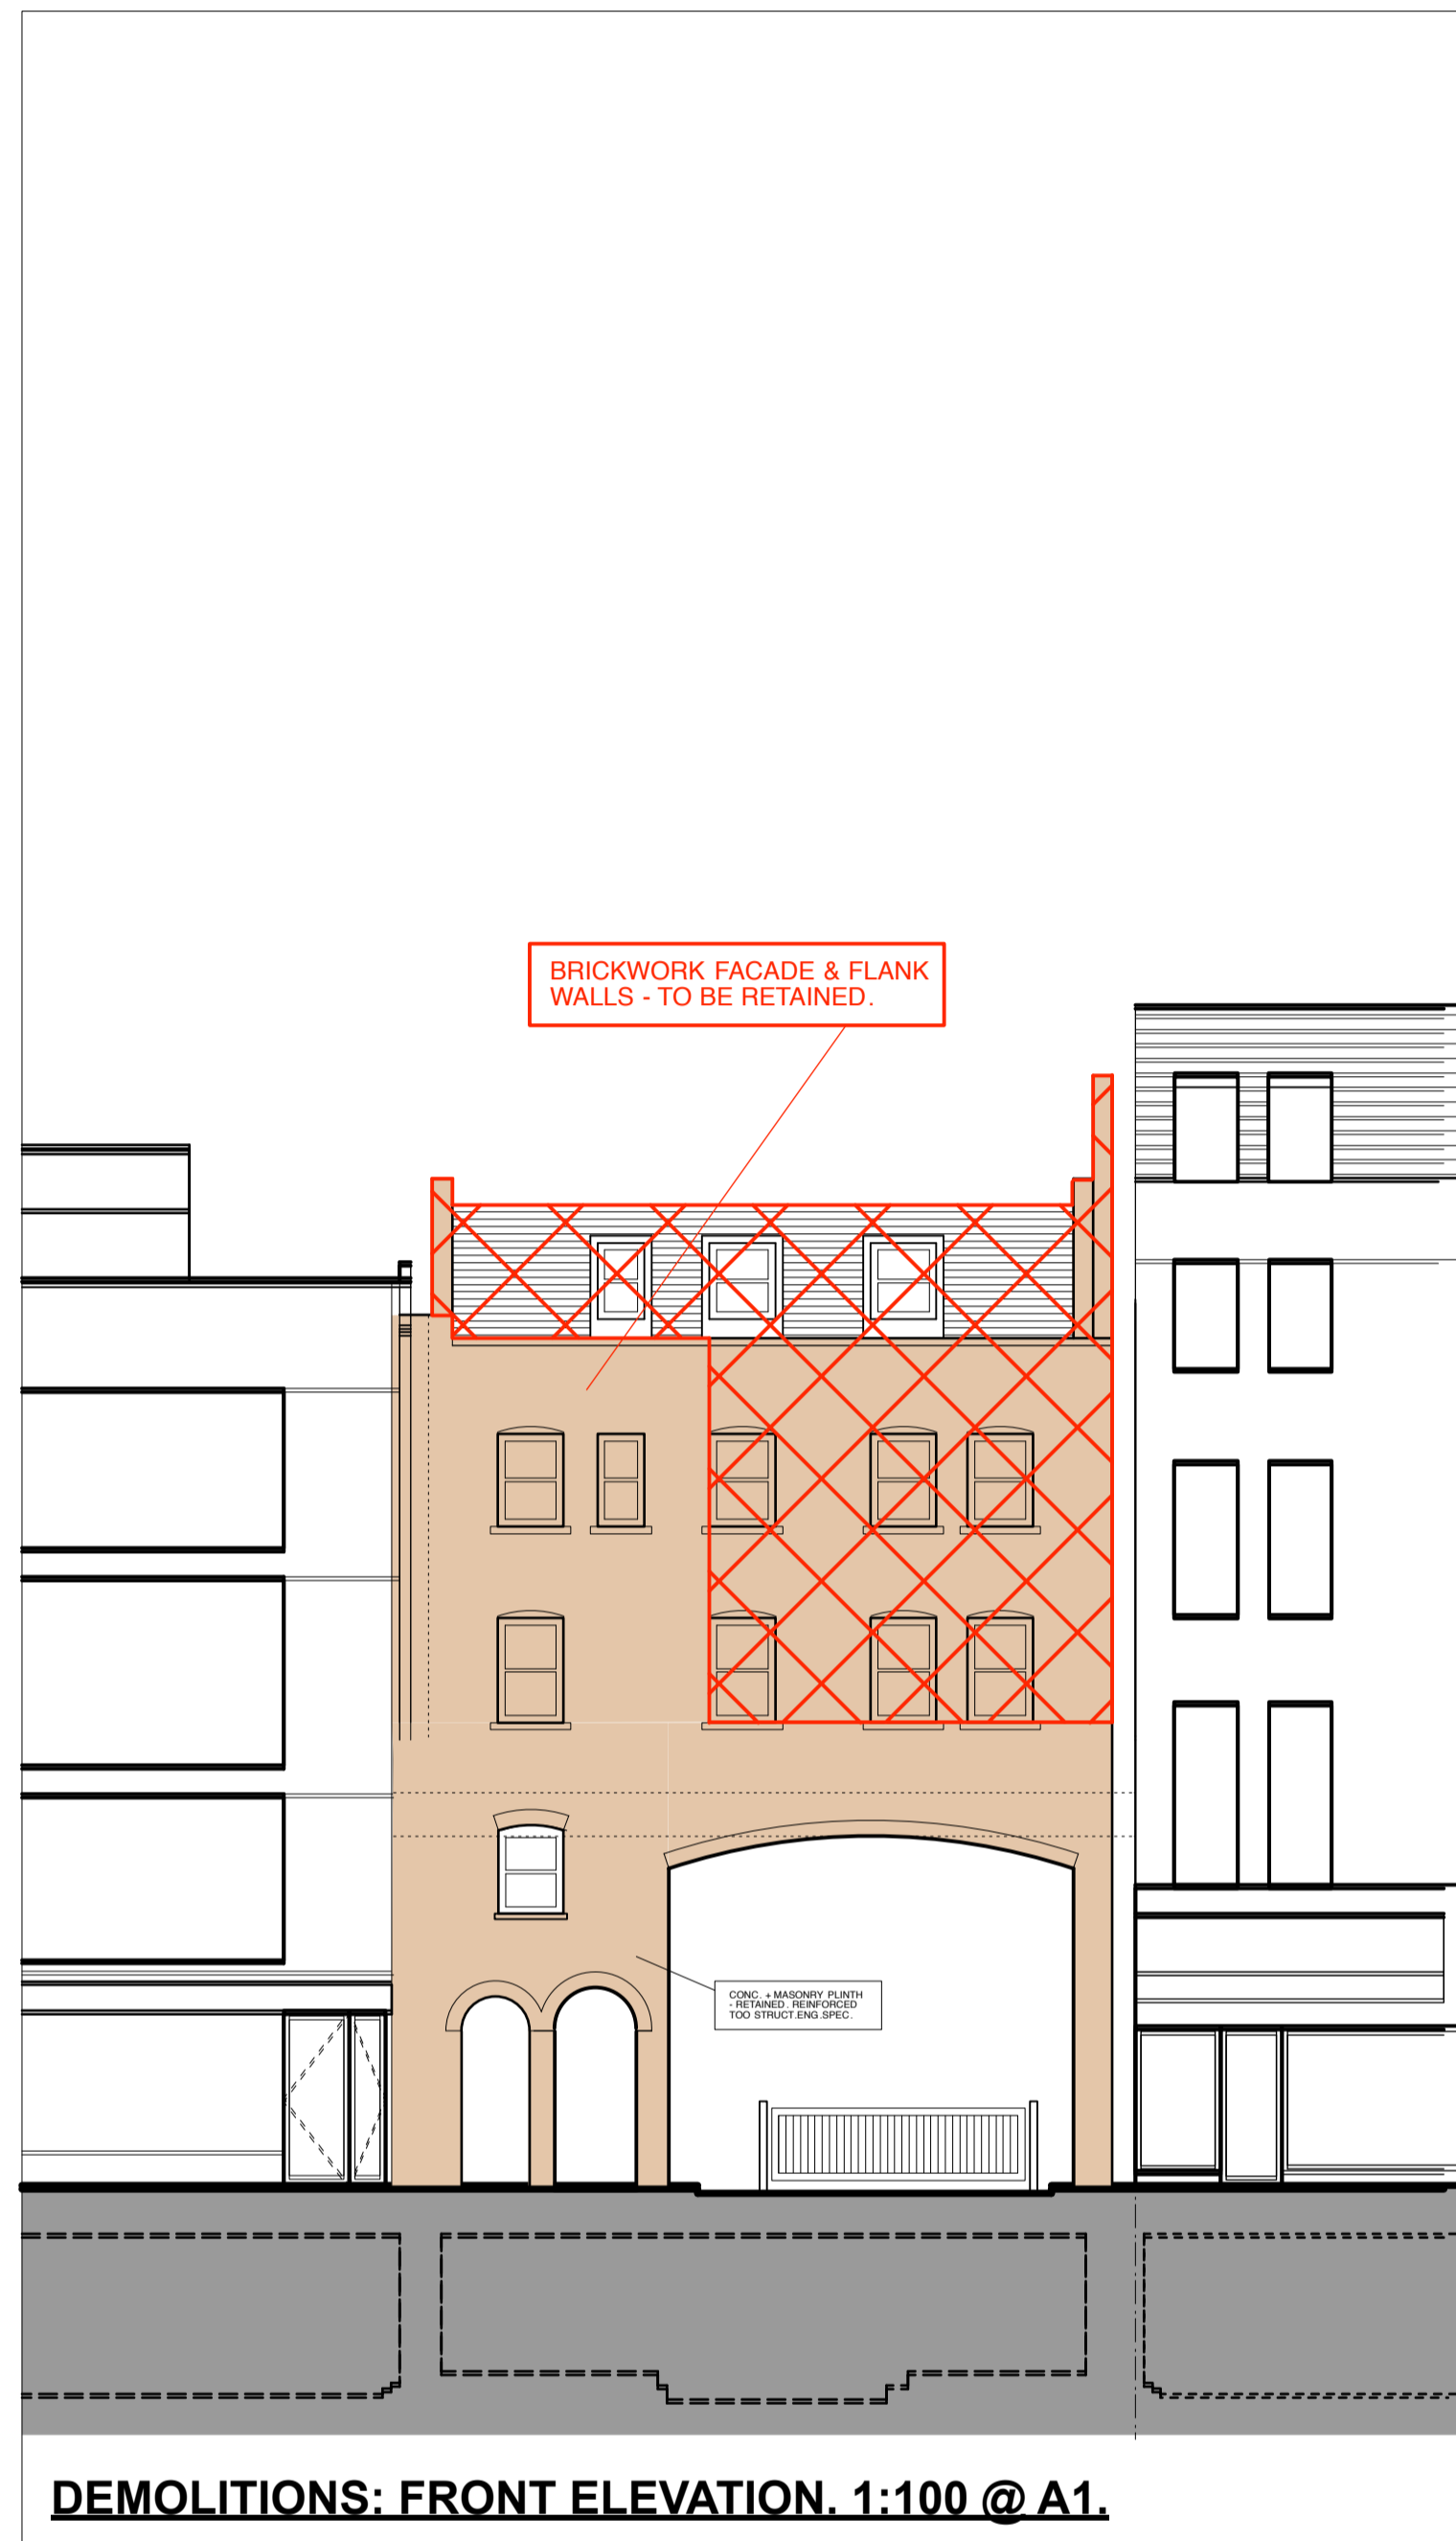 BRICKWORK FACADE & FLANK
WALLS - TO BE RETAINED.
CONC. + MASONRY PLINTH
- RETAINED. REINFORCED
TOO STRUCT.ENG.SPEC.
DEMOLITIONS: FRONT ELEVATION. 1:100 @ A1.